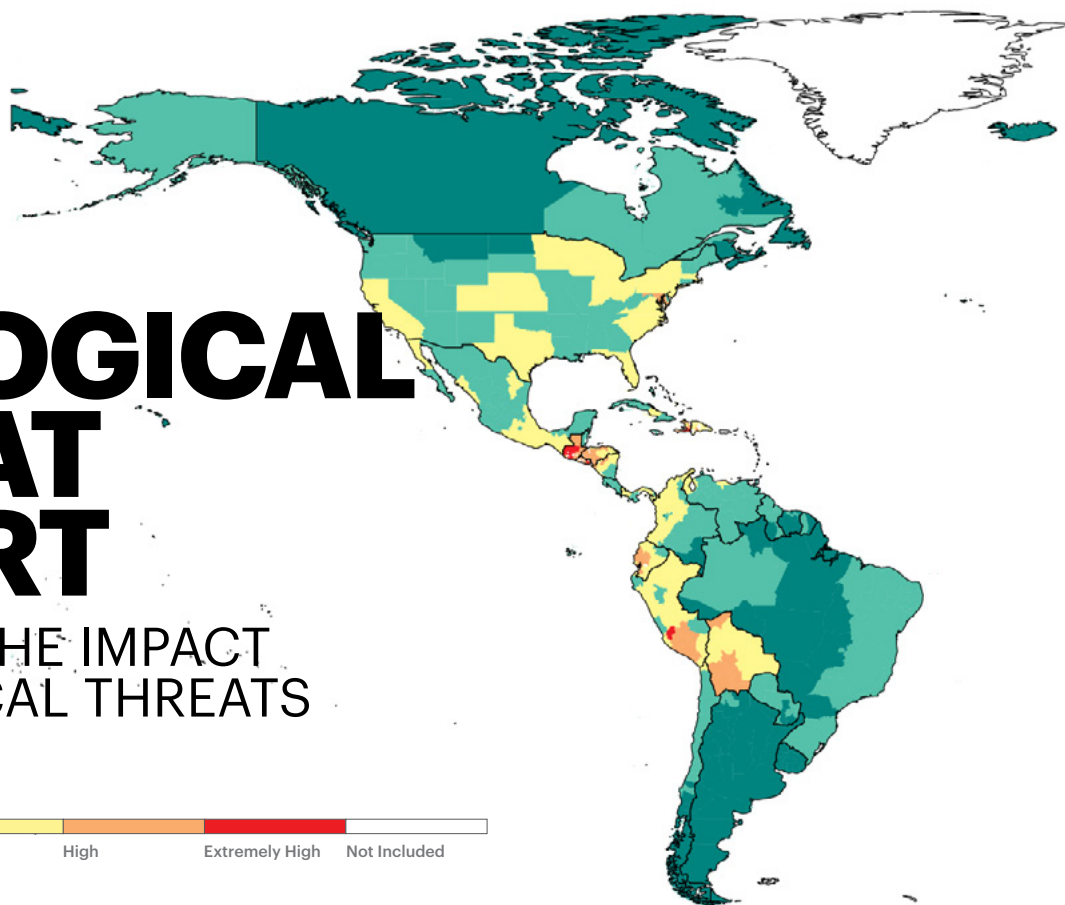 OGICAL
AT
RT
HE IMPACT
CAL THREATS
High
Extremely High
Not Included